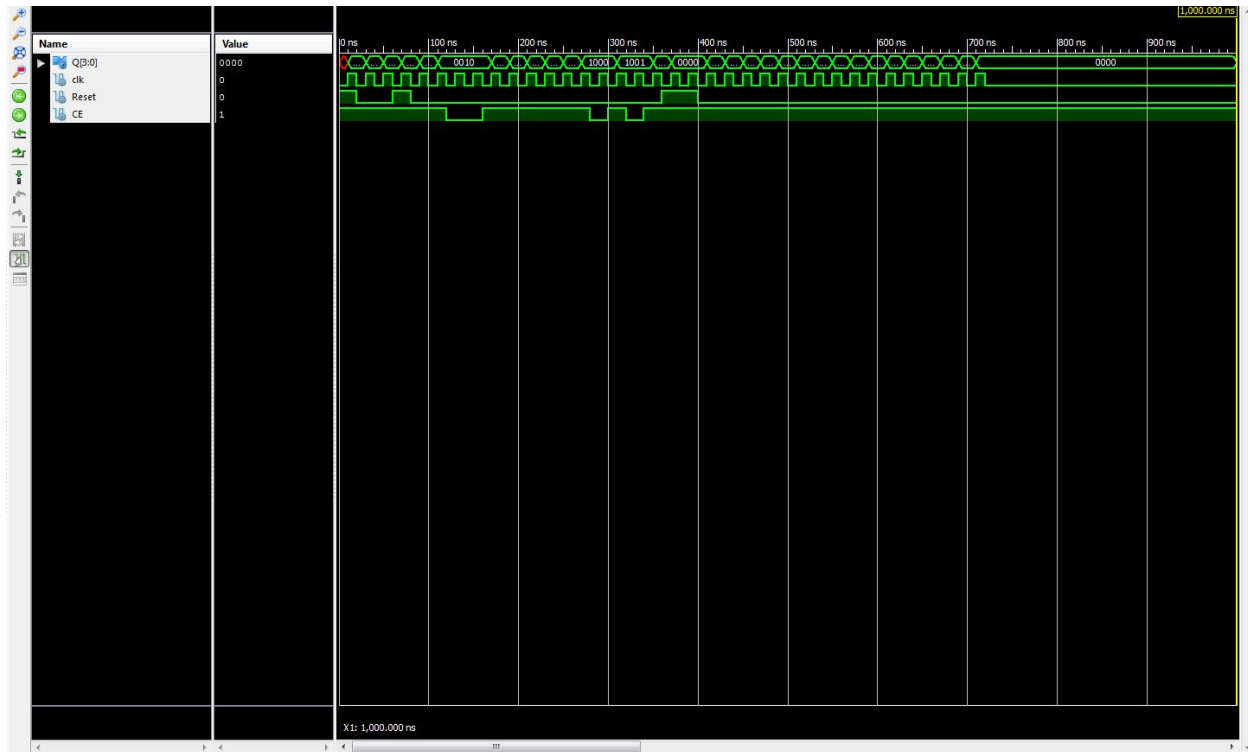 1,000.000 ns
Name Value 0 ns 100 ns 200 ns 300 ns 400 ns 500 ns 600 ns 700 ns 800 ns 900 ns
Q[3:0] 0000 ... ... ... ... 0010 ... ... ... ... 1000 1001 ... 0000 ... ... ... ... ... ... ... ... ... ... ... ... ... ... ... 0000
clk 0
Reset 0
CE 1
X1: 1,000.000 ns